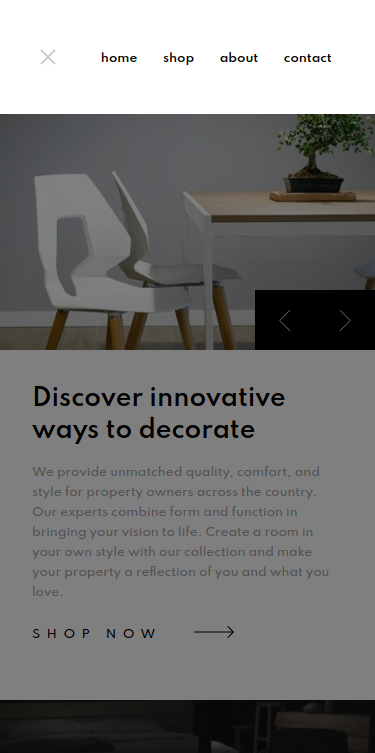 home shop about contact
Discover innovative
ways to decorate
We provide unmatched quality, comfort, and
style for property owners across the country.
Our experts combine form and function in
bringing your vision to life. Create a room in
your own style with our collection and make
your property a reflection of you and what you
love.
SHOP NOW